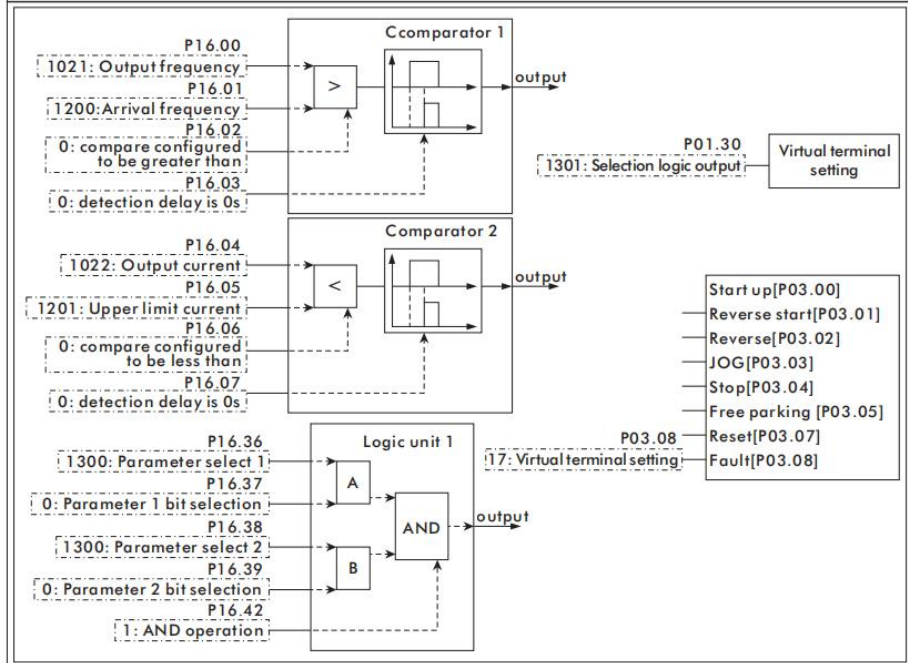 Ccomparator 1
P16.00
1021: Output frequency
P16.01
1200:Arrival frequency
P16.02
0: compare configured
to be greater than
P16.03
0: detection delay is 0s
>
output
P01.30
1301: Selection logic output
Virtual terminal
setting
Comparator 2
P16.04
1022: Output current
P16.05
1201: Upper limit current
P16.06
0: compare configured
to be less than
P16.07
0: detection delay is 0s
<
output
Start up[P03.00]
Reverse start[P03.01]
Reverse[P03.02]
JOG[P03.03]
Stop[P03.04]
Free parking [P03.05]
Reset[P03.07]
Fault[P03.08]
P03.08
17: Virtual terminal setting
Logic unit 1
P16.36
1300: Parameter select 1
P16.37
0: Parameter 1 bit selection
P16.38
1300: Parameter select 2
P16.39
0: Parameter 2 bit selection
P16.42
1: AND operation
A
B
AND
output